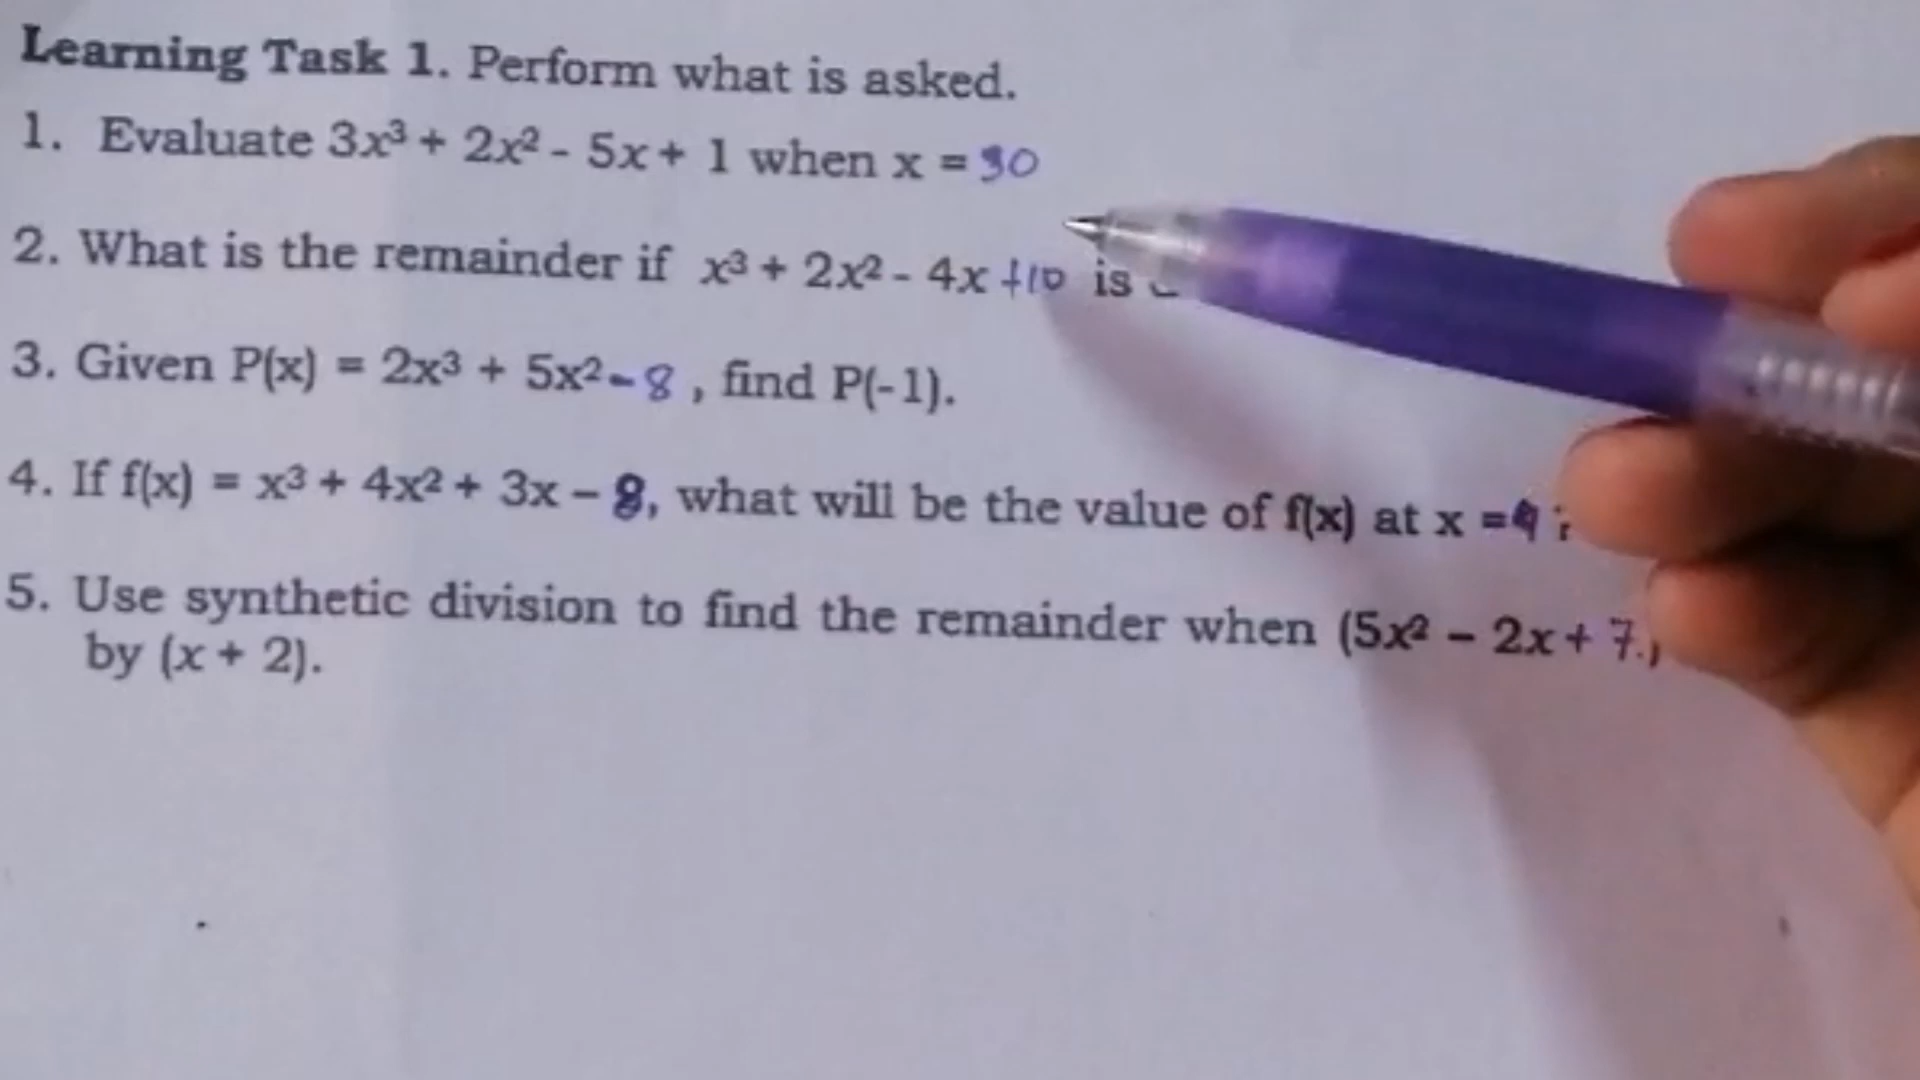 Learning Task 1. Perform what is asked.
1. Evaluate 3x³ + 2x² - 5x + 1 when x = 30
2. What is the remainder if x³ + 2x² - 4x +10 is
3. Given P(x) = 2x³ + 5x² - 8, find P(-1).
4. If f(x) = x³ + 4x² + 3x – 8, what will be the value of f(x) at x =
5. Use synthetic division to find the remainder when (5x² – 2x + 7
by (x + 2).